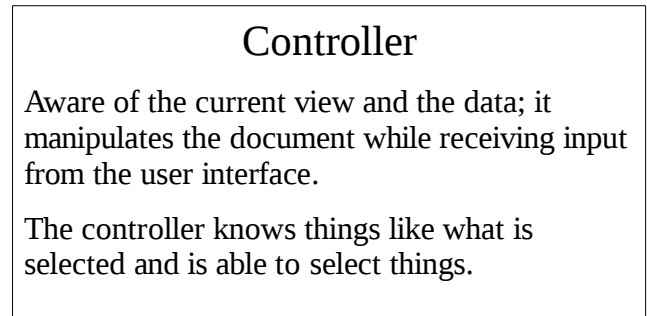 Controller
Aware of the current view and the data; it
manipulates the document while receiving input
from the user interface.
The controller knows things like what is
selected and is able to select things.